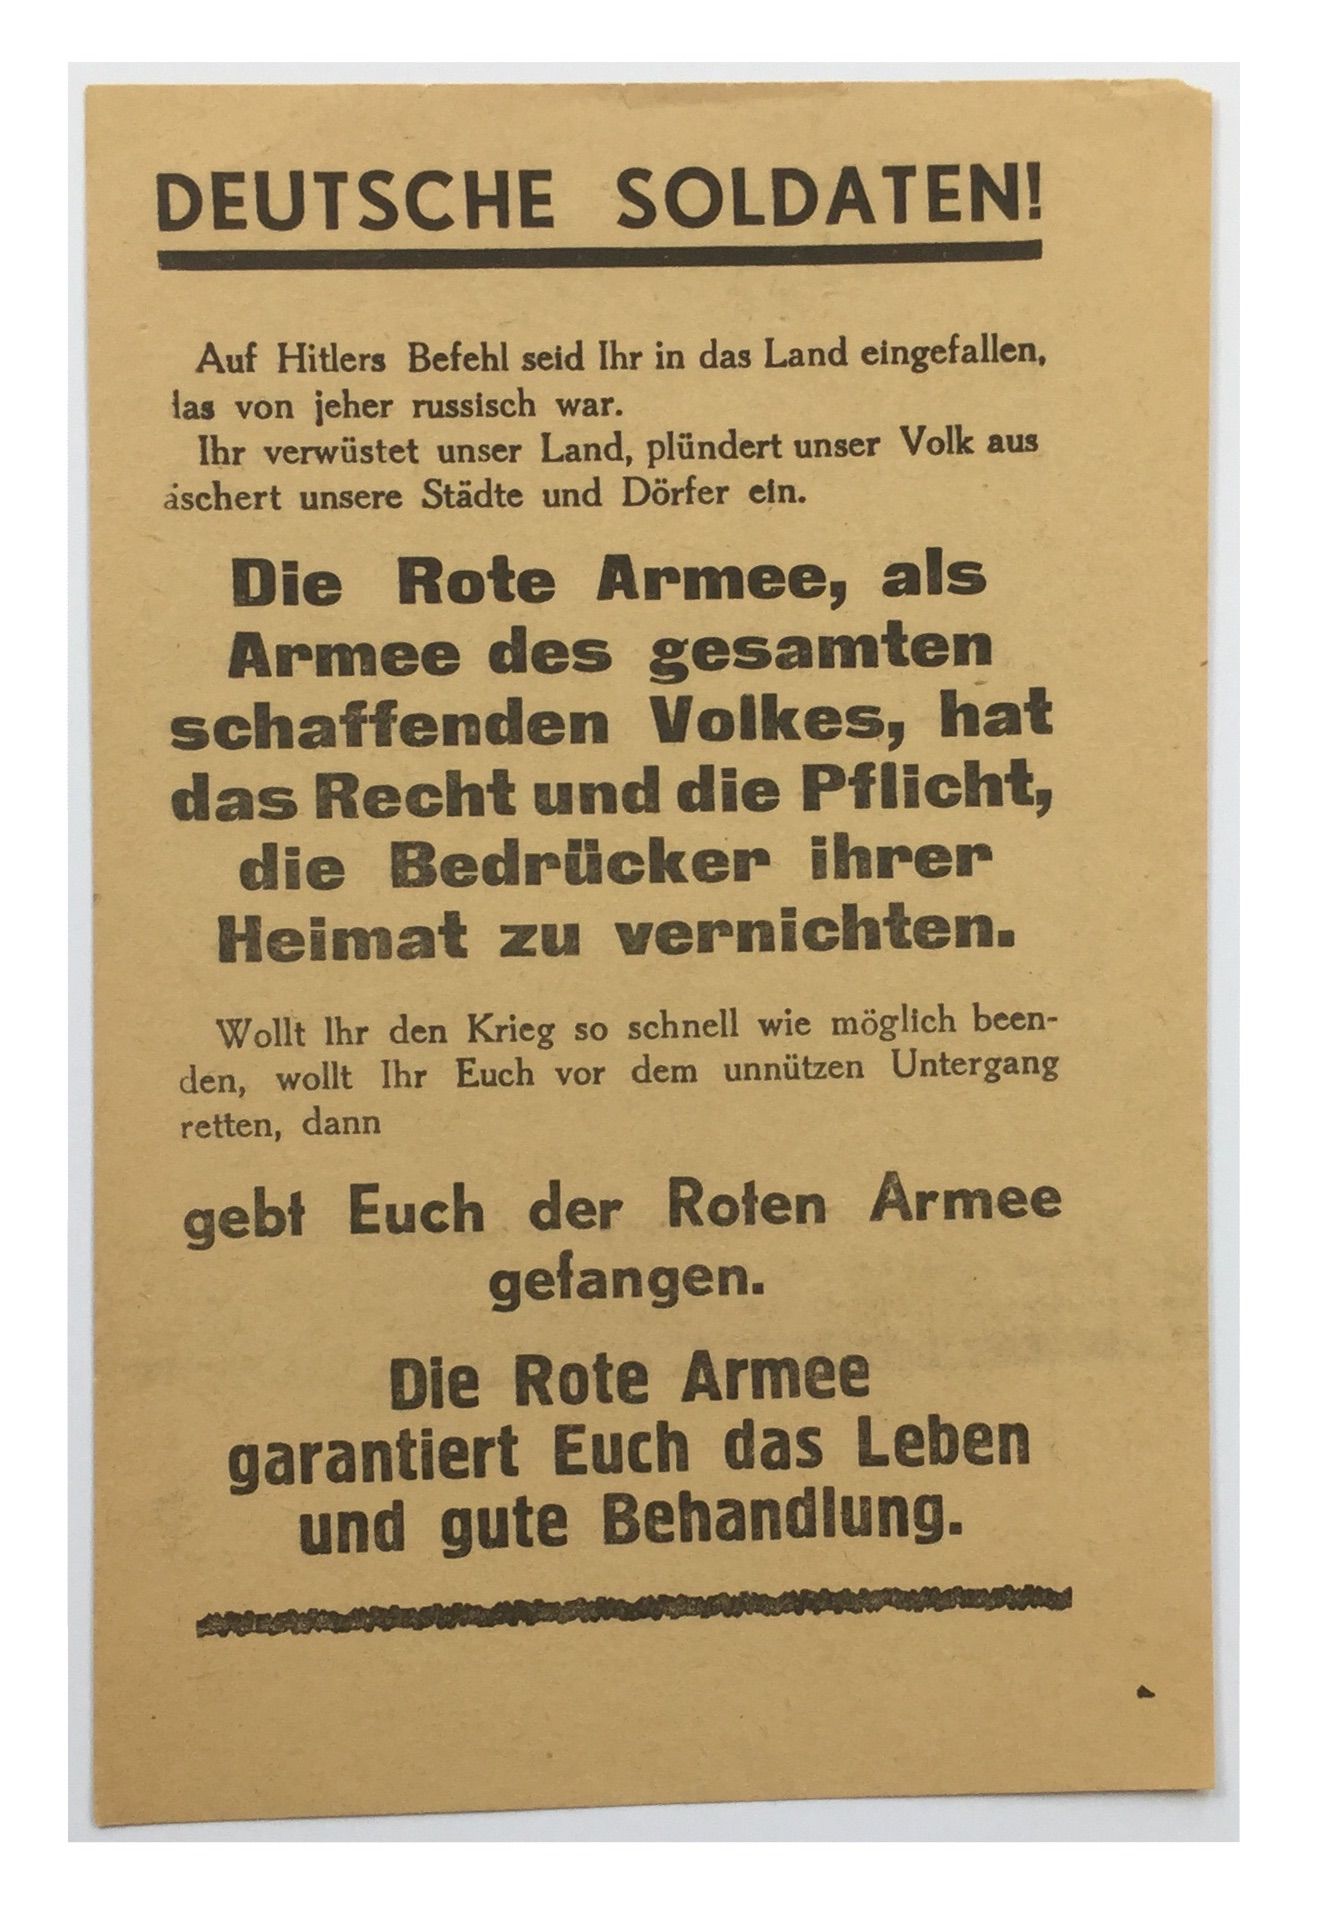 DEUTSCHE SOLDATEN!
Auf Hitlers Befehl seid Ihr in das Land eingefallen,
das von jeher russisch war.
Ihr verwüstet unser Land, plündert unser Volk aus
äschert unsere Städte und Dörfer ein.
Die Rote Armee, als
Armee des gesamten
schaffenden Volkes, hat
das Recht und die Pflicht,
die Bedrücker ihrer
Heimat zu vernichten.
Wollt Ihr den Krieg so schnell wie möglich been-
den, wollt Ihr Euch vor dem unnützen Untergang
retten, dann
gebt Euch der Roten Armee
gefangen.
Die Rote Armee
garantiert Euch das Leben
und gute Behandlung.